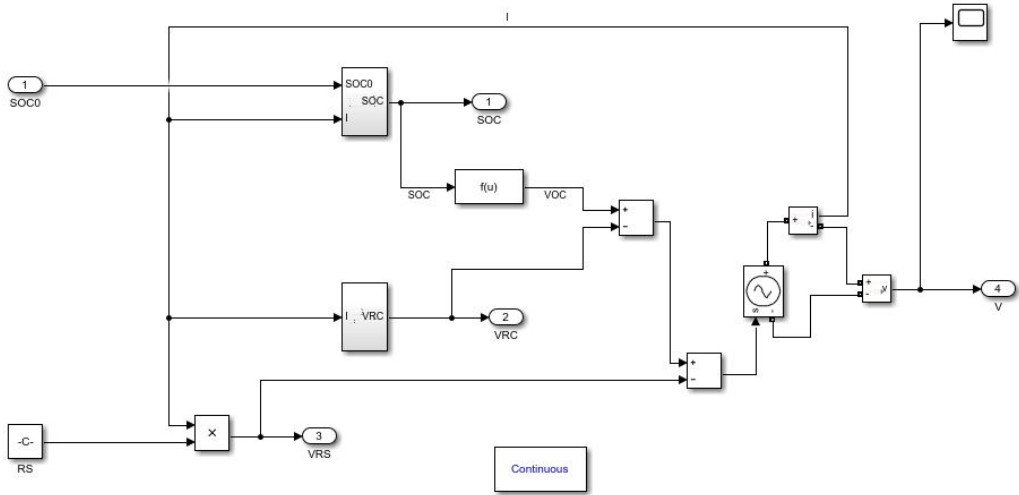 I
1
SOC0
SOC0
SOC
I
1
SOC
SOC
f(u)
VOC
+
−
i
+
+
-
+
s
-
+
-
v
4
V
I
VRC
2
VRC
+
−
-C-
RS
×
3
VRS
Continuous